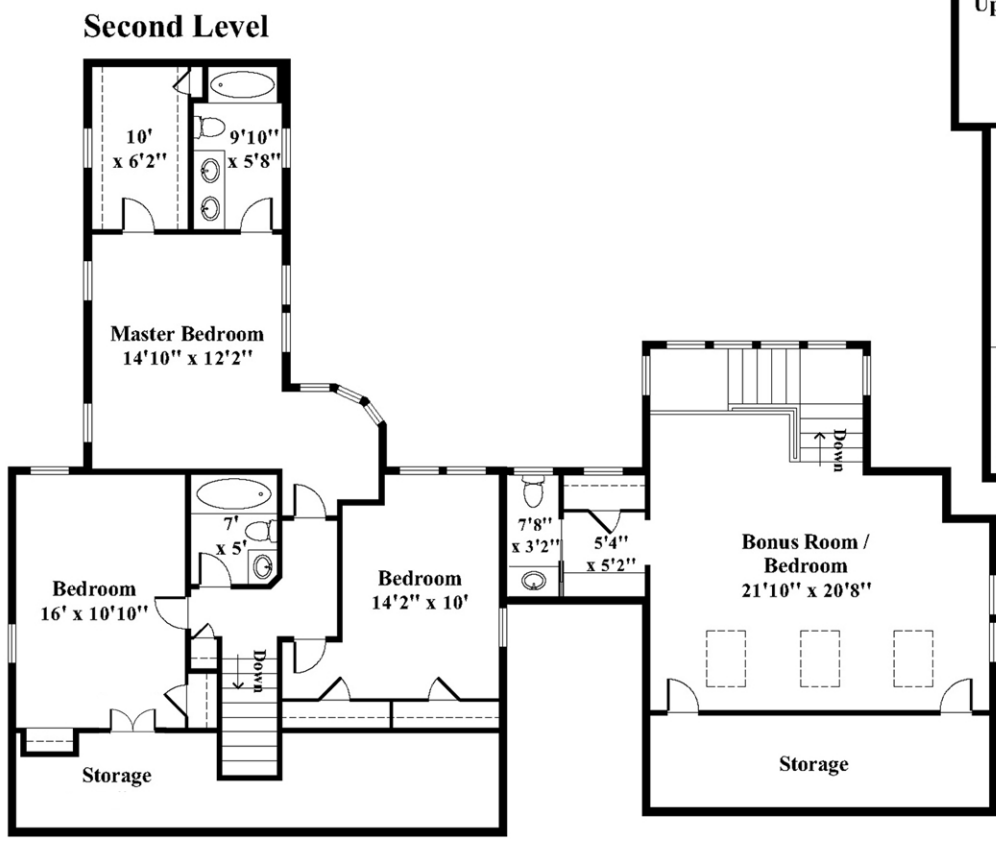 Second Level
Up
10'
x 6'2"
9'10"
x 5'8"
Master Bedroom
14'10" x 12'2"
Down
7'
x 5'
7'8"
x 3'2"
5'4"
x 5'2"
Bonus Room /
Bedroom
21'10" x 20'8"
Bedroom
16' x 10'10"
Bedroom
14'2" x 10'
Down
Storage
Storage